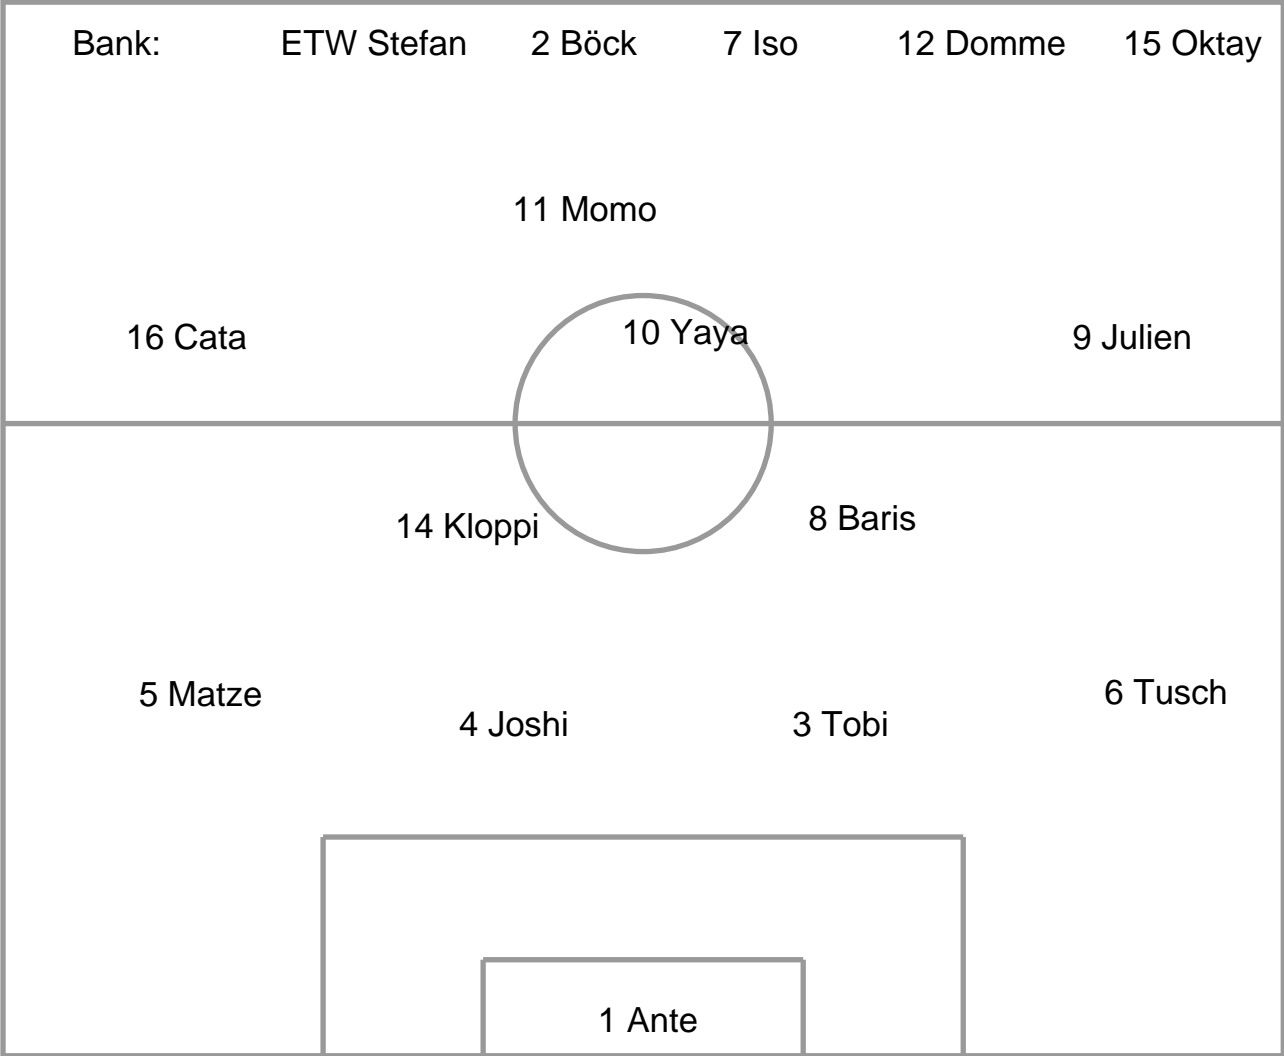 Bank: ETW Stefan 2 Böck 7 Iso 12 Domme 15 Oktay
11 Momo
16 Cata 10 Yaya 9 Julien
14 Kloppi 8 Baris
5 Matze 6 Tusch
4 Joshi 3 Tobi
1 Ante